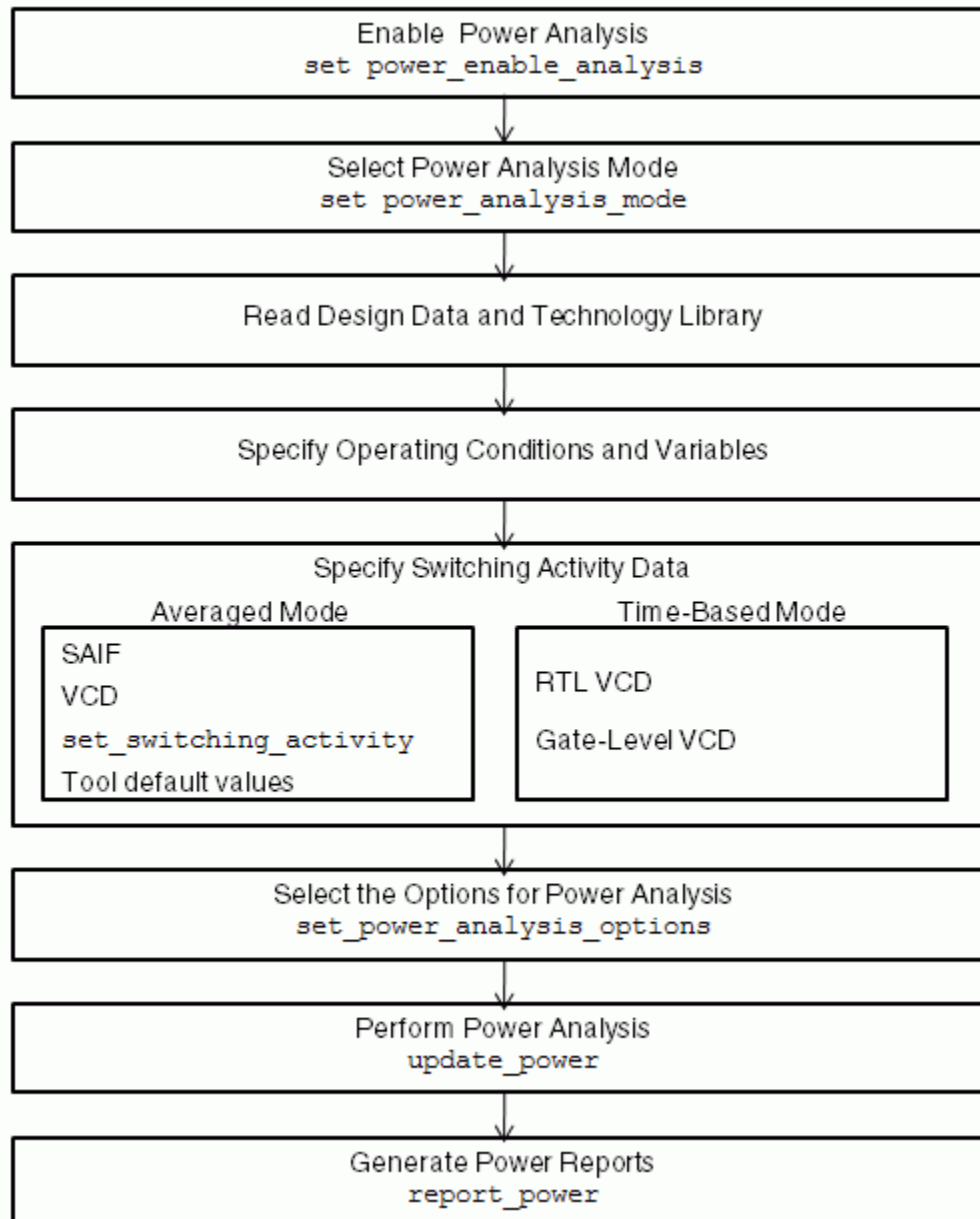 Enable Power Analysis
set power_enable_analysis
Select Power Analysis Mode
set power_analysis_mode
Read Design Data and Technology Library
Specify Operating Conditions and Variables
Specify Switching Activity Data
Averaged Mode
SAIF
VCD
set_switching_activity
Tool default values
Time-Based Mode
RTL VCD
Gate-Level VCD
Select the Options for Power Analysis
set_power_analysis_options
Perform Power Analysis
update_power
Generate Power Reports
report_power